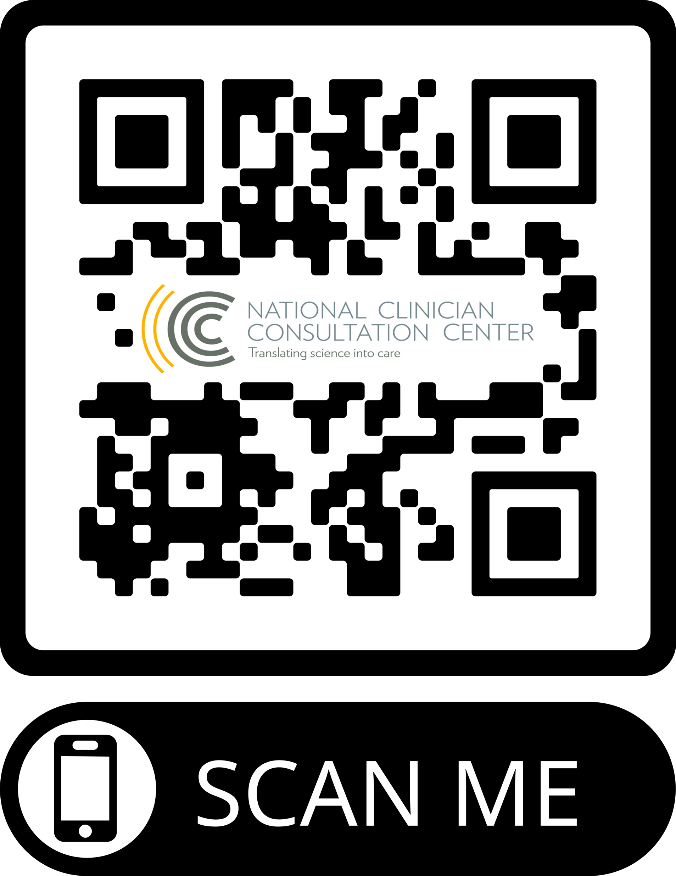 NATIONAL CLINICIAN
CONSULTATION CENTER
Translating science into care
SCAN ME